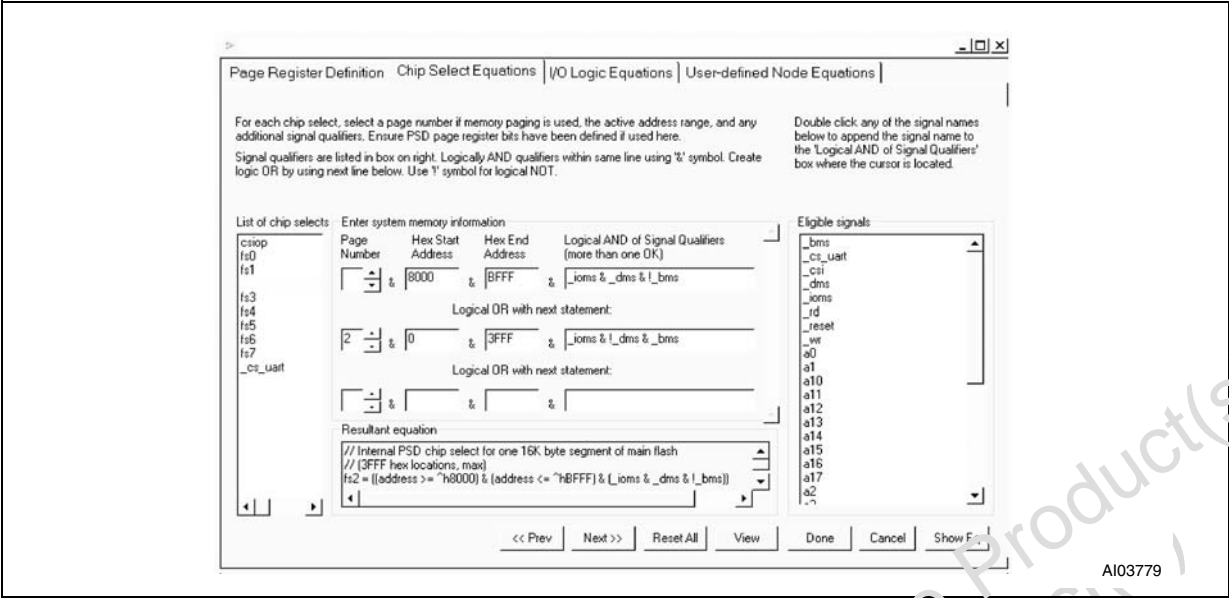 Page Register Definition Chip Select Equations I/O Logic Equations User-defined Node Equations
For each chip select, select a page number if memory paging is used, the active address range, and any
additional signal qualifiers. Ensure PSD page register bits have been defined if used here.
Signal qualifiers are listed in box on right. Logically AND qualifiers within same line using '&' symbol. Create
logic OR by using next line below. Use '!' symbol for logical NOT.
Double click any of the signal names
below to append the signal name to
the 'Logical AND of Signal Qualifiers'
box where the cursor is located.
List of chip selects
csiop
fs0
fs1
fs3
fs4
fs5
fs6
fs7
_cs_uart
Enter system memory information
Page Number Hex Start Address Hex End Address Logical AND of Signal Qualifiers (more than one OK)
& 8000 & BFFF & _ioms & _dms & !_bms
Logical OR with next statement:
2 & 0 & 3FFF & _ioms & !_dms & _bms
Logical OR with next statement:
& & &
Resultant equation
// Internal PSD chip select for one 16K byte segment of main flash
// (3FFF hex locations, max)
fs2 = ((address >= ^h8000) & (address <= ^hBFFF) & (_ioms & _dms & !_bms))
Eligible signals
_bms
_cs_uart
_csi
_dms
_ioms
_rd
_reset
_wr
a0
a1
a10
a11
a12
a13
a14
a15
a16
a17
a2
<< Prev Next >> Reset All View Done Cancel Show
AI03779
Product(s